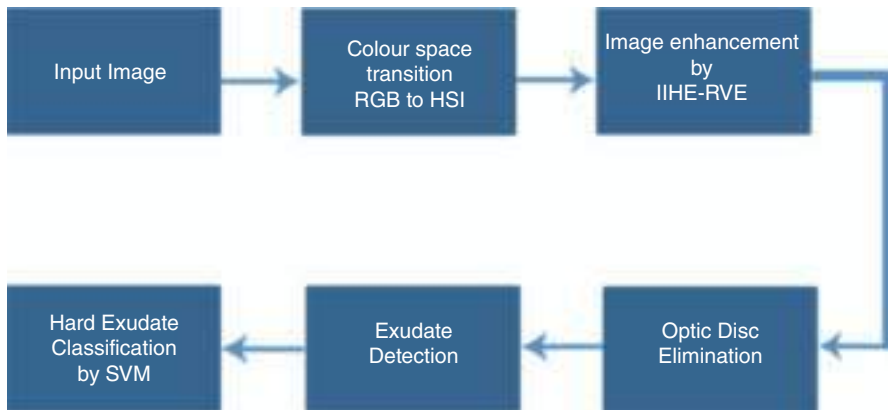 Input Image
Colour space
transition
RGB to HSI
Image enhancement
by
IIHE-RVE
Optic Disc
Elimination
Exudate
Detection
Hard Exudate
Classification
by SVM